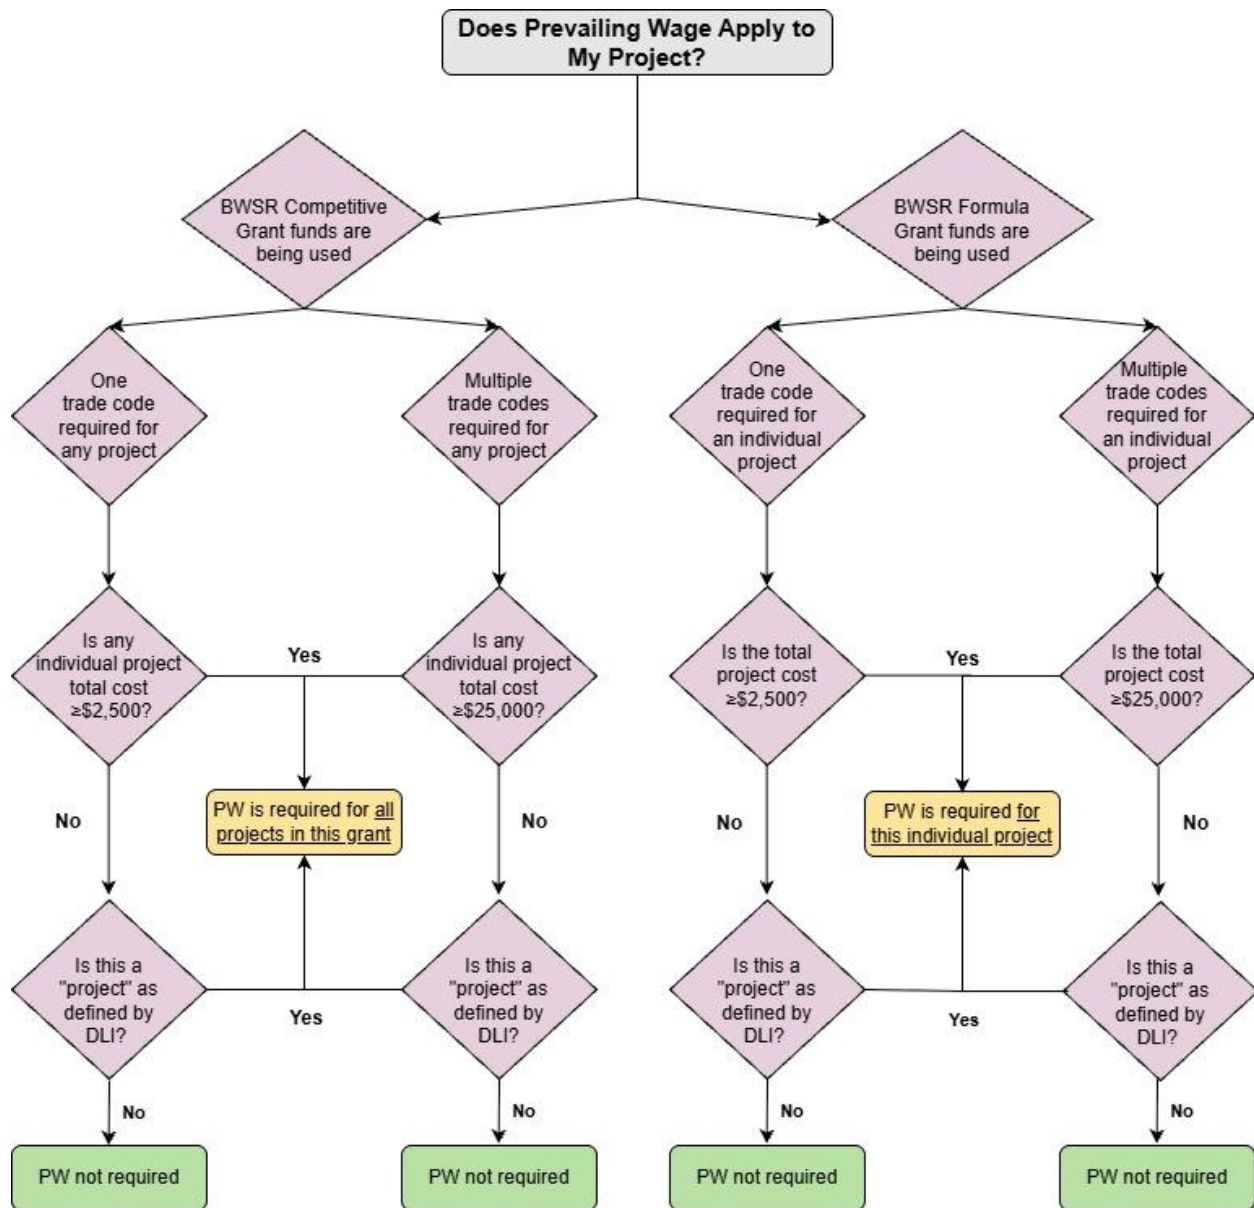 Does Prevailing Wage Apply to
My Project?
BWSR Competitive
Grant funds are
being used
BWSR Formula
Grant funds are
being used
One
trade code
required for
any project
Multiple
trade codes
required for
any project
One
trade code
required for
an individual
project
Multiple
trade codes
required for
an individual
project
Is any
individual project
total cost
≥$2,500?
Yes
Is any
individual project
total cost
≥$25,000?
Is the total
project cost
≥$2,500?
Yes
Is the total
project cost
≥$25,000?
No
PW is required for all
projects in this grant
No
No
PW is required for
this individual project
No
Is this a
"project" as
defined by
DLI?
Yes
Is this a
"project" as
defined by
DLI?
Is this a
"project" as
defined by
DLI?
Yes
Is this a
"project" as
defined by
DLI?
No
No
No
No
PW not required
PW not required
PW not required
PW not required